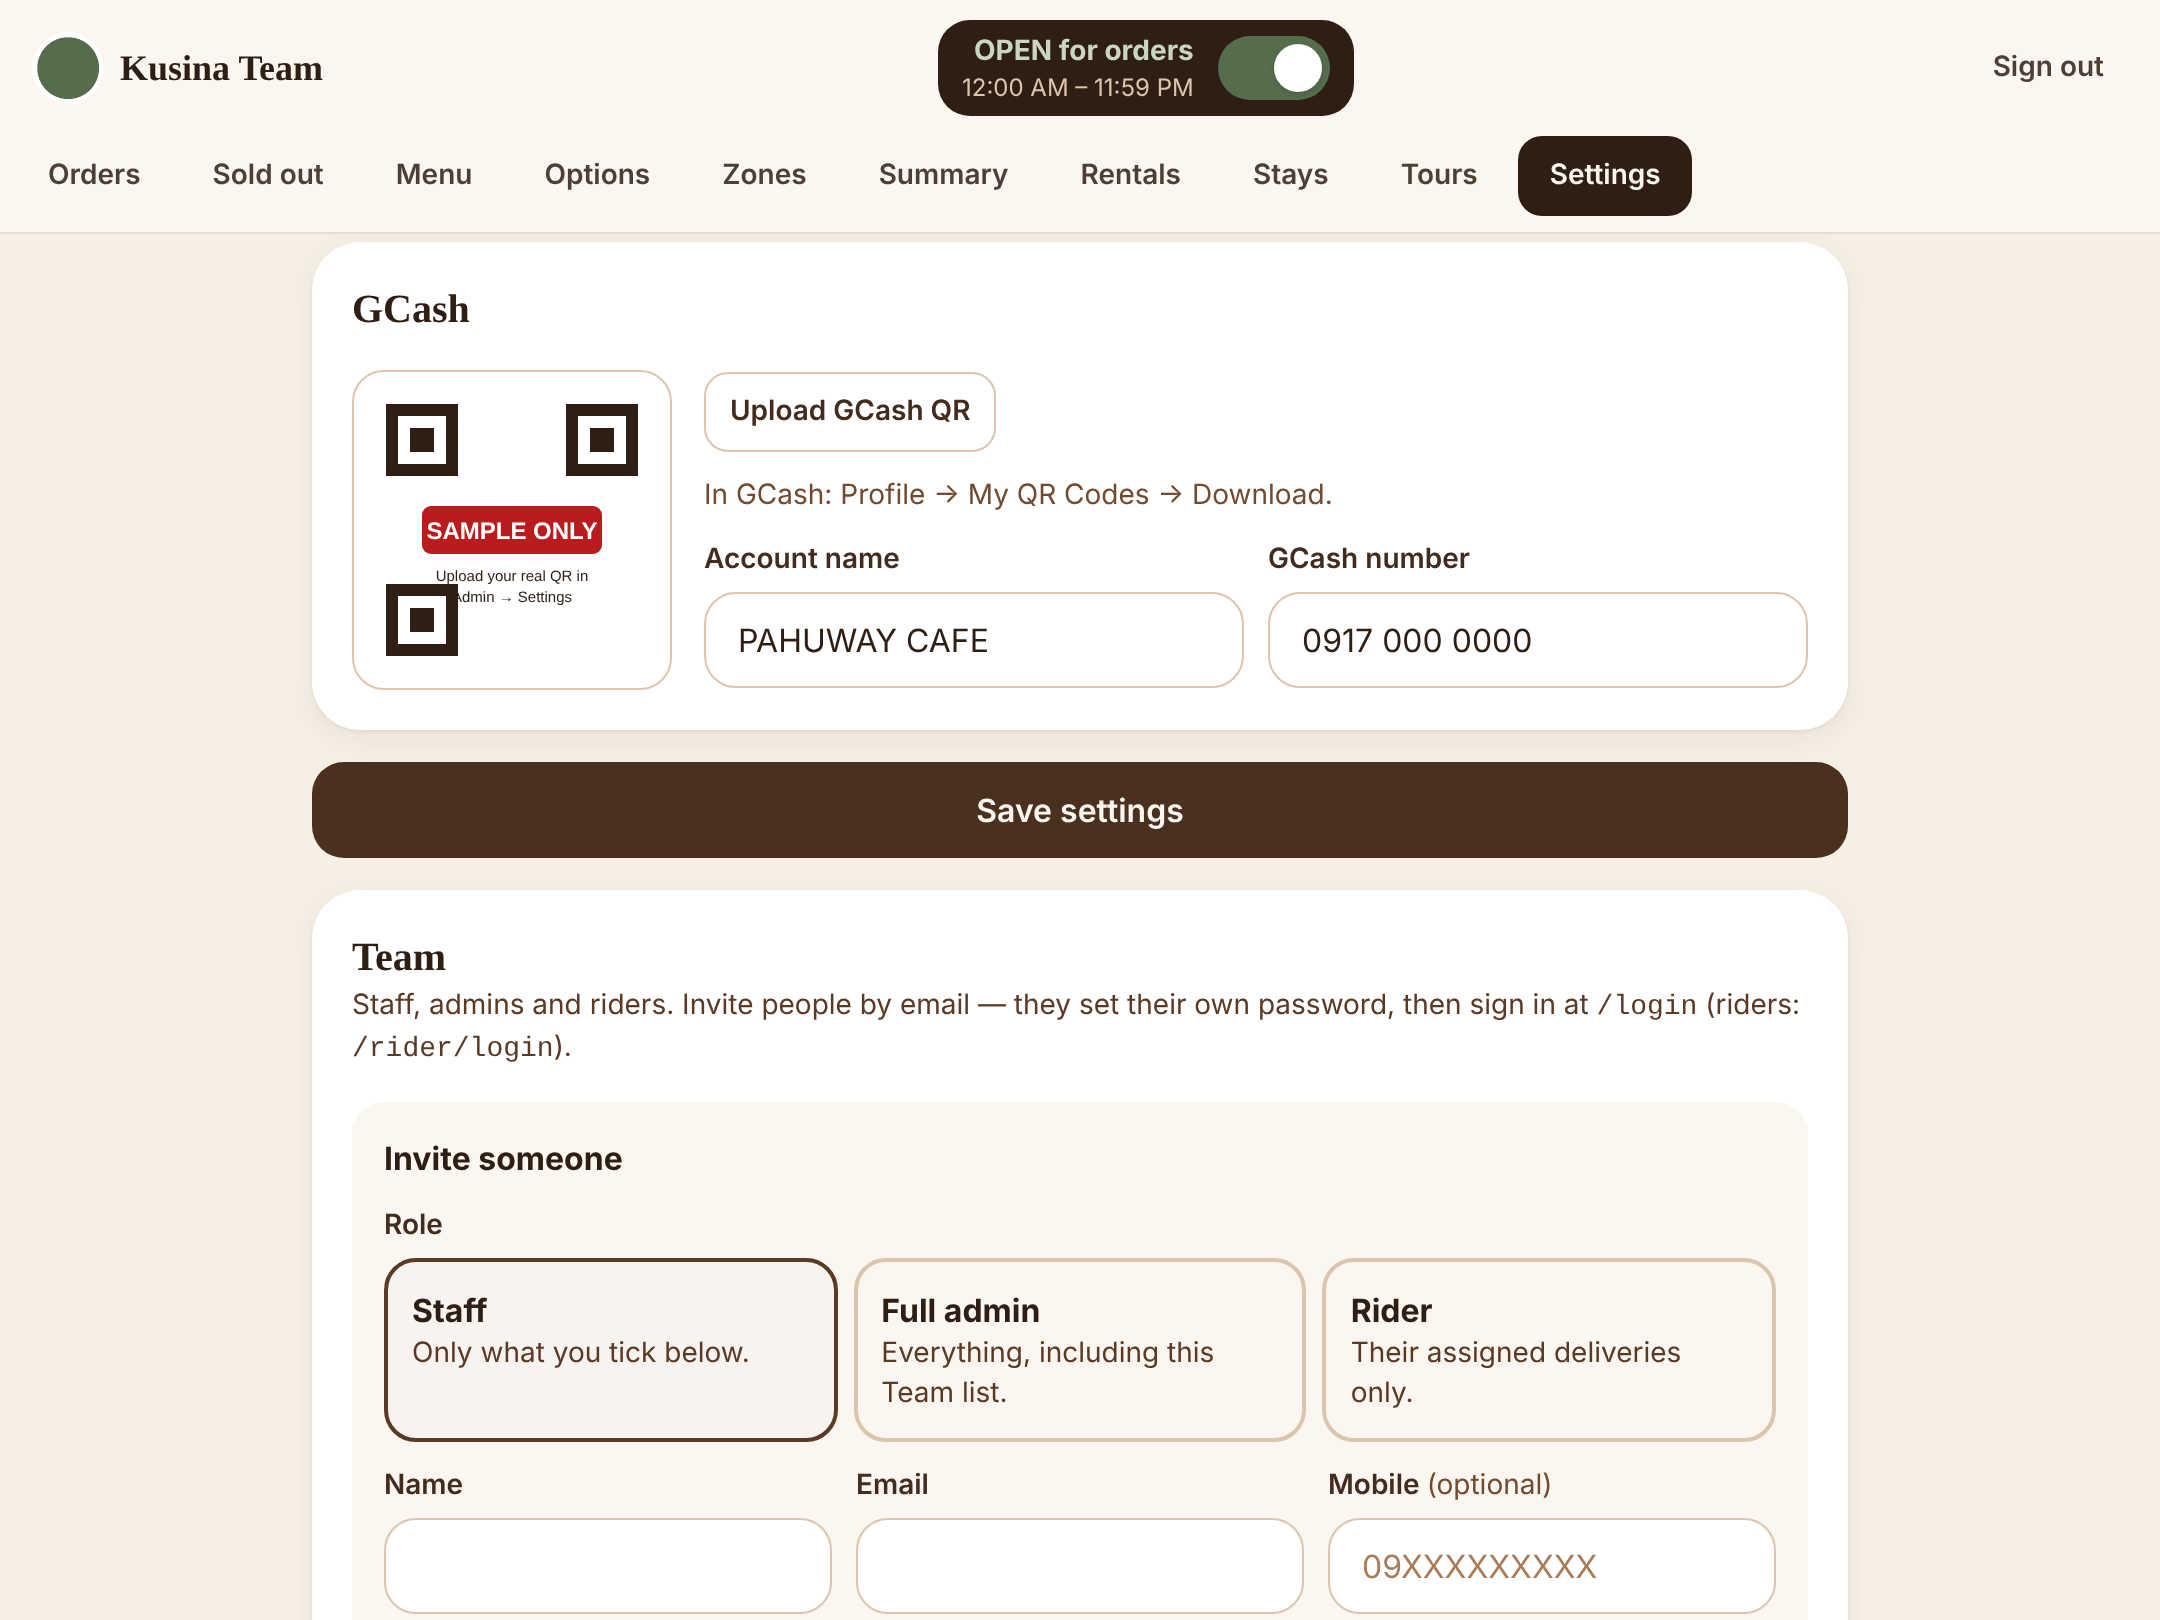 Kusina Team
OPEN for orders
12:00 AM – 11:59 PM
Sign out
Orders
Sold out
Menu
Options
Zones
Summary
Rentals
Stays
Tours
Settings
GCash
SAMPLE ONLY
Upload your real QR in
Admin → Settings
Upload GCash QR
In GCash: Profile → My QR Codes → Download.
Account name
GCash number
PAHUWAY CAFE
0917 000 0000
Save settings
Team
Staff, admins and riders. Invite people by email — they set their own password, then sign in at /login (riders:
/rider/login).
Invite someone
Role
Staff
Only what you tick below.
Full admin
Everything, including this
Team list.
Rider
Their assigned deliveries
only.
Name
Email
Mobile (optional)
09XXXXXXXXX